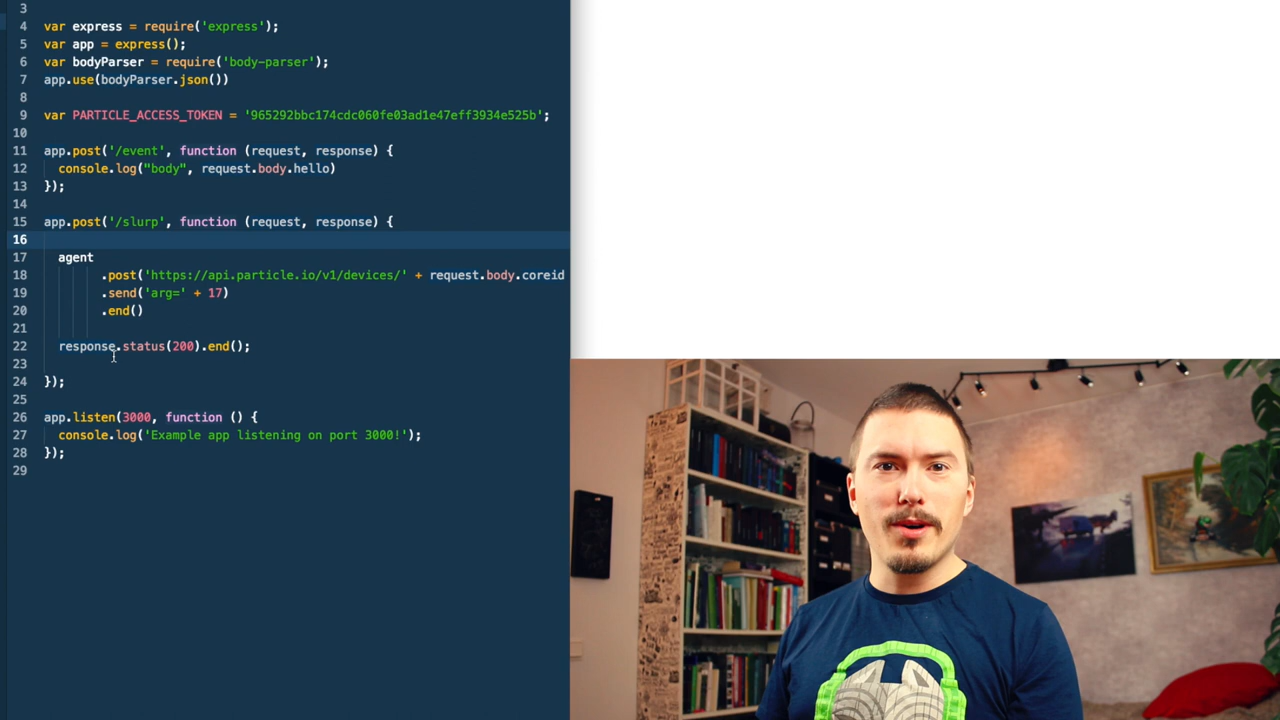 3
4 var express = require('express');
5 var app = express();
6 var bodyParser = require('body-parser');
7 app.use(bodyParser.json())
8
9 var PARTICLE_ACCESS_TOKEN = '965292bbc174cdc060fe03ad1e47eff3934e525b';
10
11 app.post('/event', function (request, response) {
12 console.log("body", request.body.hello)
13 });
14
15 app.post('/slurp', function (request, response) {
16
17 agent
18 .post('https://api.particle.io/v1/devices/' + request.body.coreid
19 .send('arg=' + 17)
20 .end()
21
22 response.status(200).end();
23
24 });
25
26 app.listen(3000, function () {
27 console.log('Example app listening on port 3000!');
28 });
29